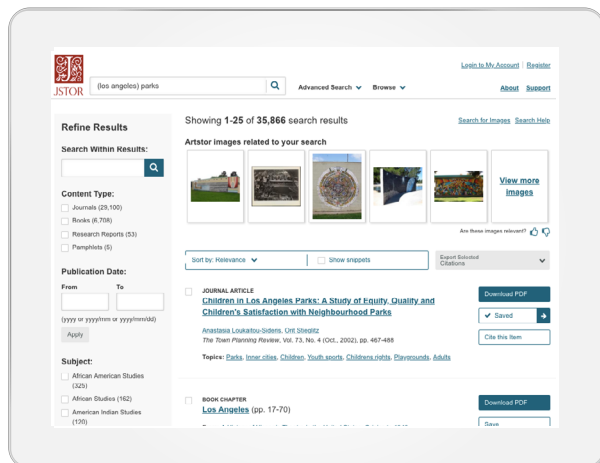 Login to My Account | Register
JSTOR
(los angeles) parks
Advanced Search
Browse
About
Support
Refine Results
Search Within Results:
Content Type:
Journals (29,100)
Books (6,708)
Research Reports (53)
Pamphlets (5)
Publication Date:
From To
(yyyy or yyyy/mm or yyyy/mm/dd)
Apply
Subject:
African American Studies
(325)
African Studies (162)
American Indian Studies
(120)
Showing 1-25 of 35,866 search results
Search for Images Search Help
Artstor images related to your search
View more
images
Are these images relevant?
Sort by: Relevance
Show snippets
Export Selected
Citations
JOURNAL ARTICLE
Children in Los Angeles Parks: A Study of Equity, Quality and
Children's Satisfaction with Neighbourhood Parks
Anastasia Loukaitou-Sideris, Orit Stieglitz
The Town Planning Review, Vol. 73, No. 4 (Oct., 2002), pp. 467-488
Topics: Parks, Inner cities, Children, Youth sports, Childrens rights, Playgrounds, Adults
Download PDF
Saved
Cite this Item
BOOK CHAPTER
Los Angeles (pp. 17-70)
Download PDF
Save